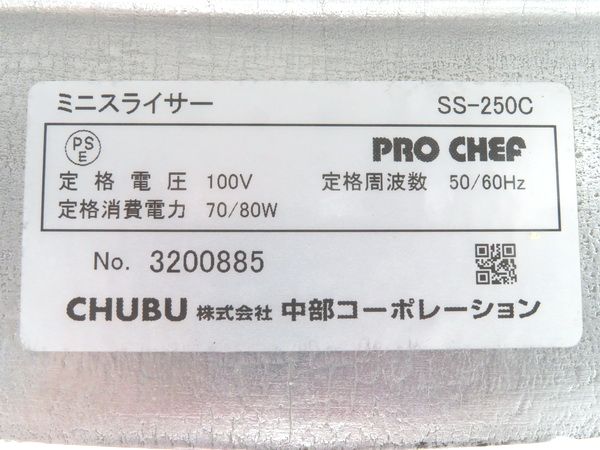 ミニスライサー SS-250C
PS
E
PRO CHEF
定格電圧 100V 定格周波数 50/60Hz
定格消費電力 70/80W
No. 3200885
CHUBU 株式会社 中部コーポレーション